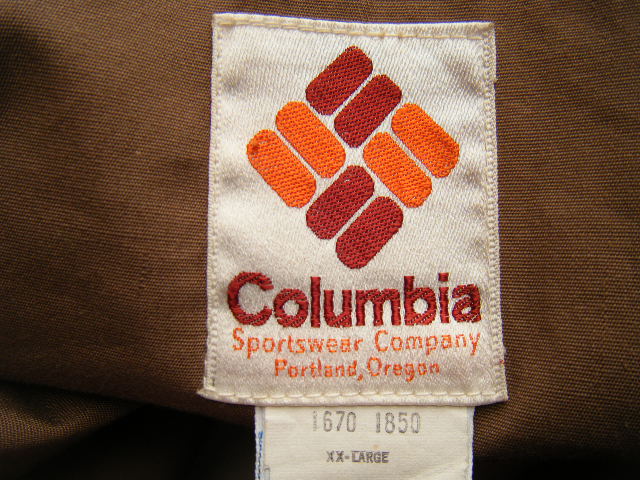 Columbia
Sportswear Company
Portland, Oregon
1670 1850
XX-LARGE